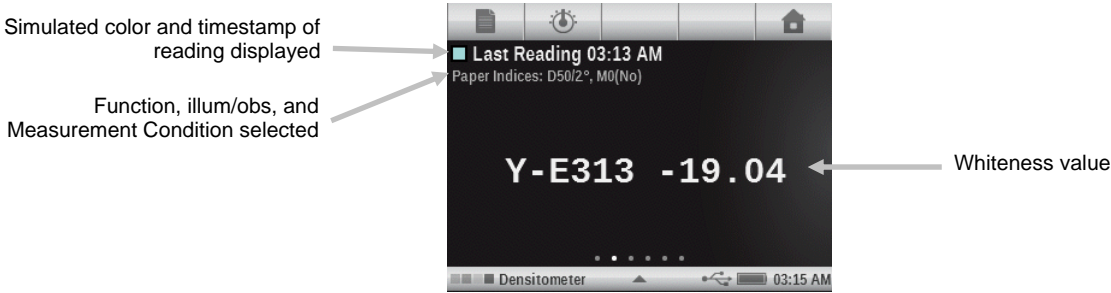 Simulated color and timestamp of
reading displayed
Function, illum/obs, and
Measurement Condition selected
Last Reading 03:13 AM
Paper Indices: D50/2°, M0(No)
Y-E313 -19.04
Whiteness value
Densitometer
03:15 AM